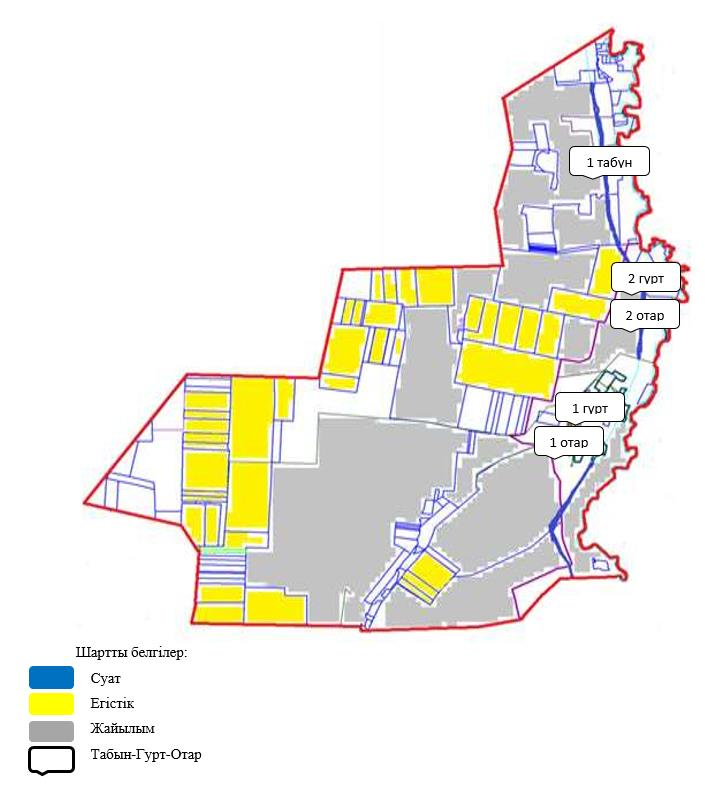 1 табун
2 гурт
2 отар
1 гурт
1 отар
Шартты белгілер:
Суат
Егістік
Жайылым
Табын-Гурт-Отар